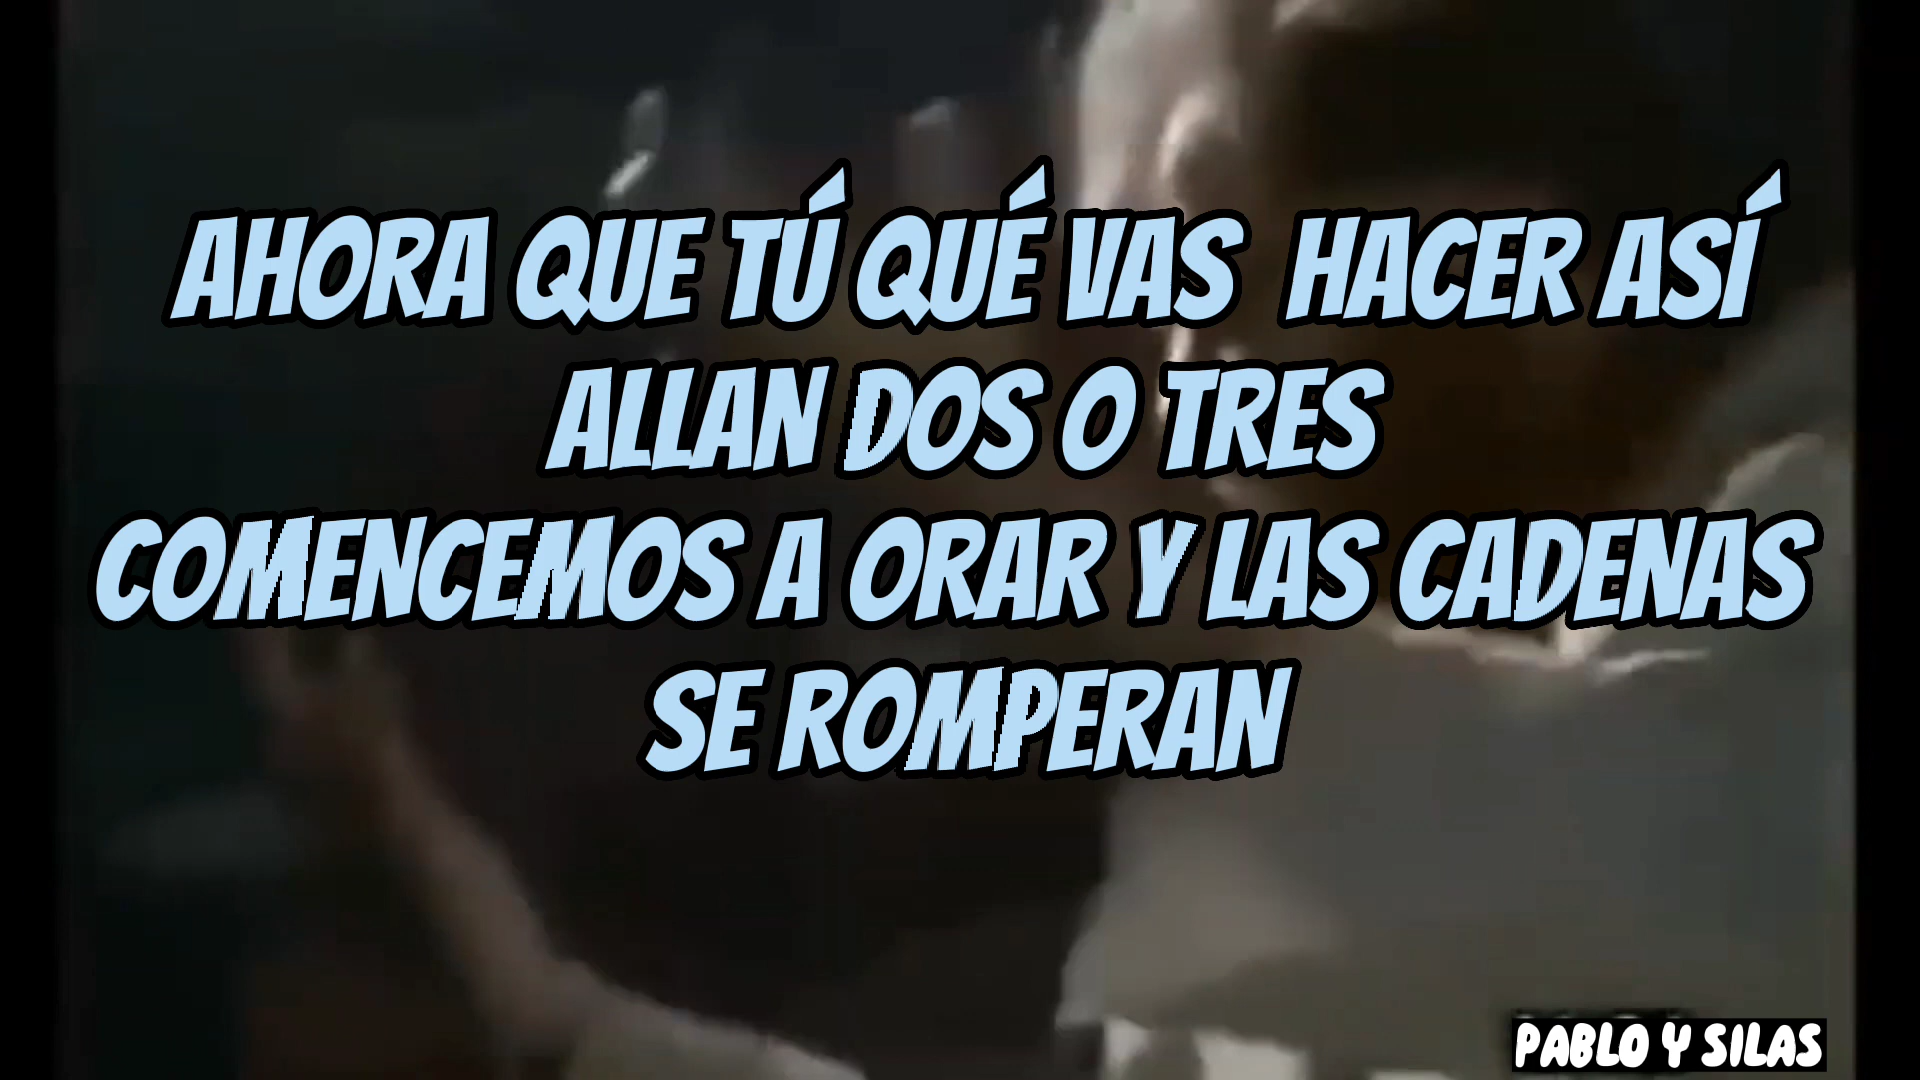 AHORA QUE TÚ QUÉ VAS HACER ASÍ
ALLAN DOS O TRES
COMENCEMOS A ORAR Y LAS CADENAS
SE ROMPERAN
PABLO Y SILAS